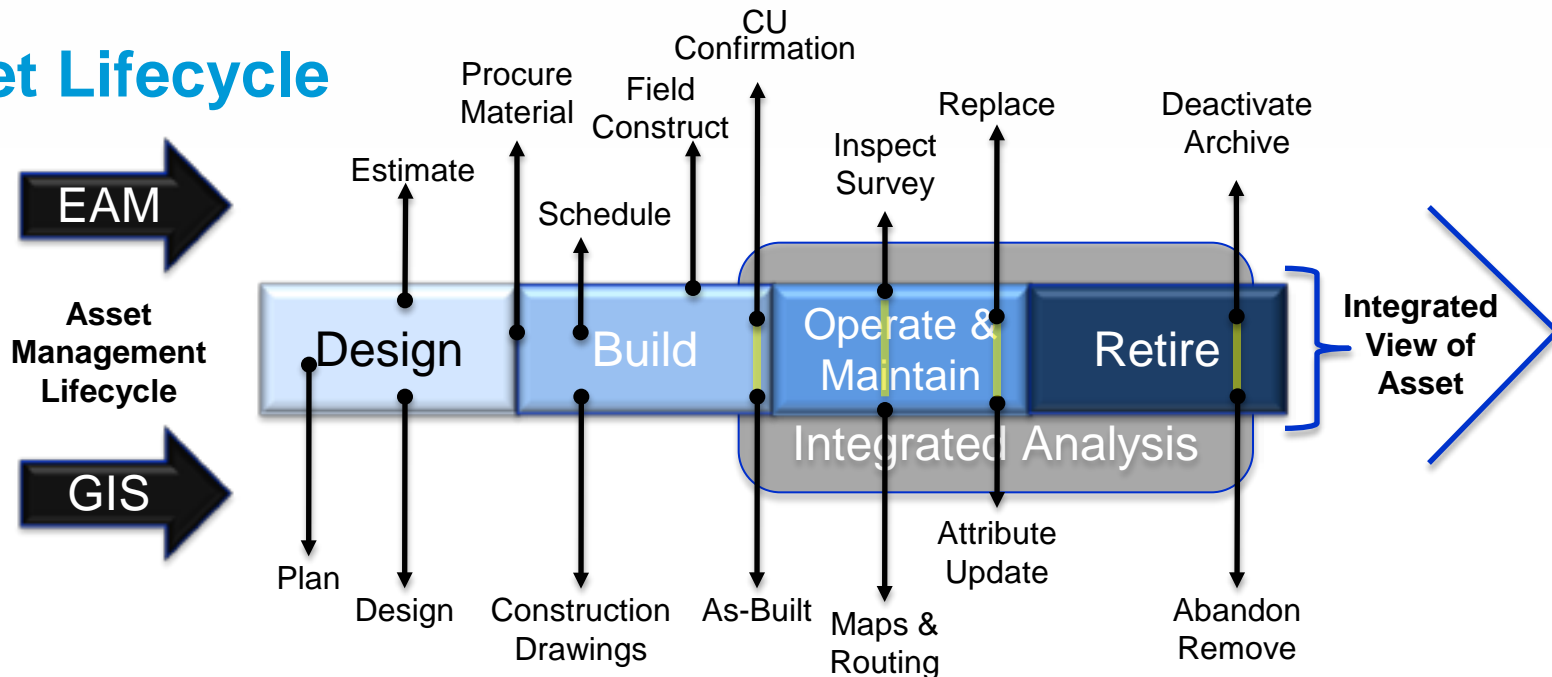 et Lifecycle
CU
Confirmation
Procure
Material
Field
Construct
Replace
Deactivate
Archive
Estimate
Schedule
Inspect
Survey
EAM
Asset
Management
Lifecycle
GIS
Design
Build
Operate &
Maintain
Retire
Integrated Analysis
Integrated
View of
Asset
Plan
Design
Construction
Drawings
As-Built
Maps &
Routing
Attribute
Update
Abandon
Remove